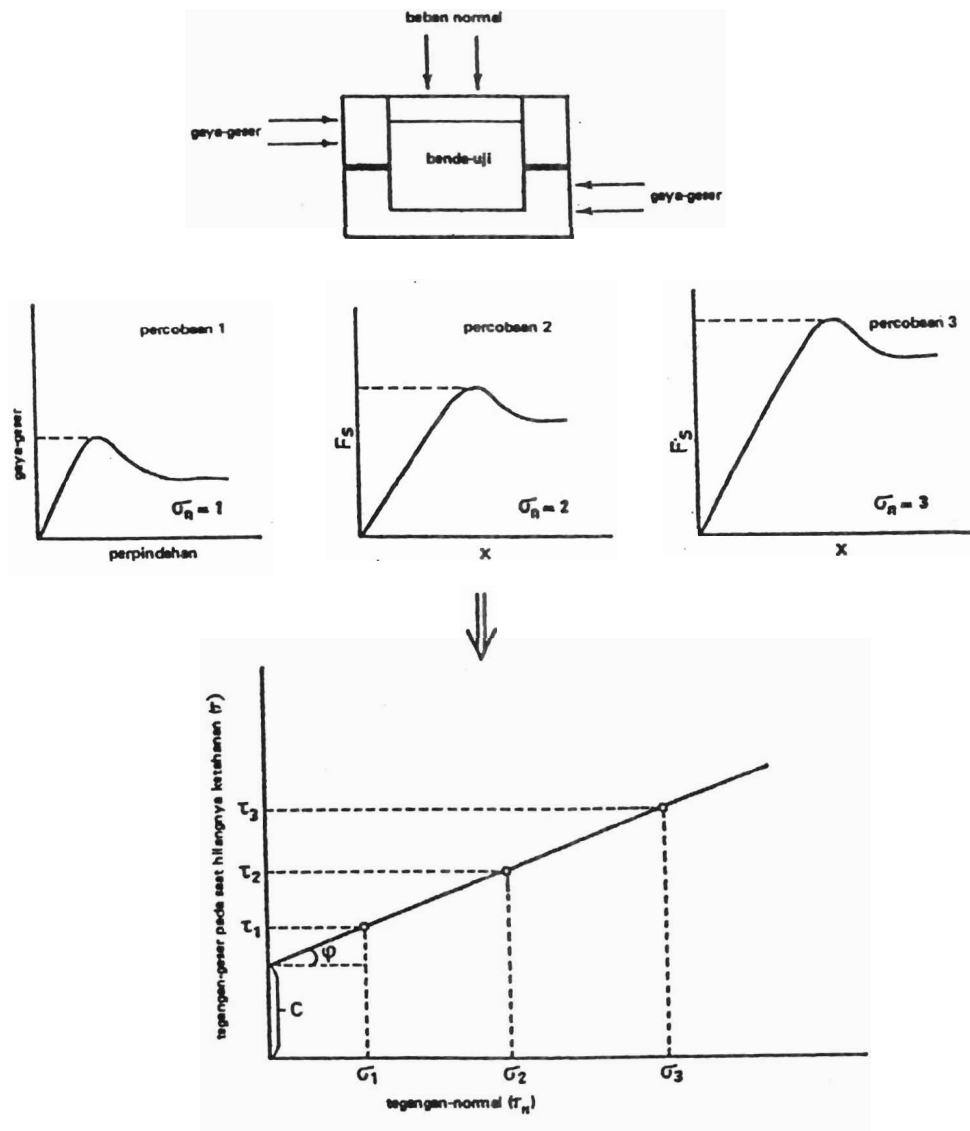 beban normal
gaya-geser
benda-uji
gaya-geser
percobaan 1
gaya-geser
σn = 1
perpindahan
percobaan 2
Fs
σn = 2
x
percobaan 3
Fs
σn = 3
x
tegangan-geser pada saat hilangnya ketahanan (τ)
τ3
τ2
τ1
φ
C
σ1
σ2
σ3
tegangan-normal (τn)